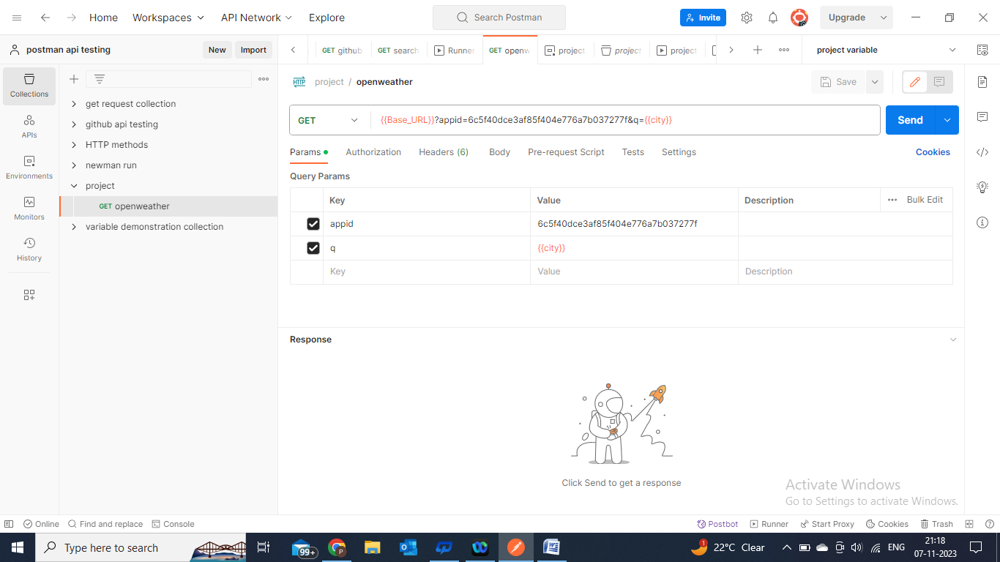 Home Workspaces API Network Explore Search Postman Invite Upgrade
postman api testing New Import
GET github GET search Runner GET openw project project project project variable
Collections
APIs
Environments
Monitors
History
get request collection
github api testing
HTTP methods
newman run
project
GET openweather
variable demonstration collection
HTTP project / openweather Save
GET {{Base_URL}}?appid=6c5f40dce3af85f404e776a7b037277f&q={{city}} Send
Params Authorization Headers (6) Body Pre-request Script Tests Settings Cookies
Query Params
Key Value Description Bulk Edit
appid 6c5f40dce3af85f404e776a7b037277f
q {{city}}
Key Value Description
Response
Click Send to get a response
Activate Windows
Go to Settings to activate Windows.
Online Find and replace Console Postbot Runner Start Proxy Cookies Trash
Type here to search 99+ P W 1 22°C Clear ENG 21:18
07-11-2023